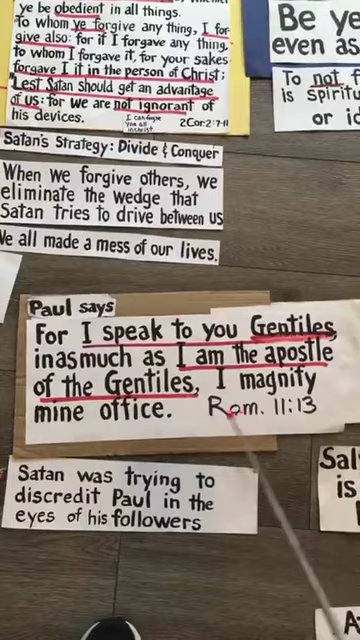 ye be obedient in all things.
To whom ye forgive any thing, I for
give also: for if I forgave any thing,
to whom I forgave it, for your sakes
forgave I it in the person of Christ;
Lest Satan should get an advantage
of us: for we are not ignorant of
his devices.
I can forgive
you all
in Christ
2Cor:2:7-11
Be ye
even as
To not f
is spiritu
or id
Satan's Strategy: Divide & Conquer
When we forgive others, we
eliminate the wedge that
Satan tries to drive between us
We all made a mess of our lives.
Paul says
For I speak to you Gentiles,
inasmuch as I am the apostle
of the Gentiles, I magnify
mine office. Rom. 11:13
Satan was trying to
discredit Paul in the
eyes of his followers
Sal
is